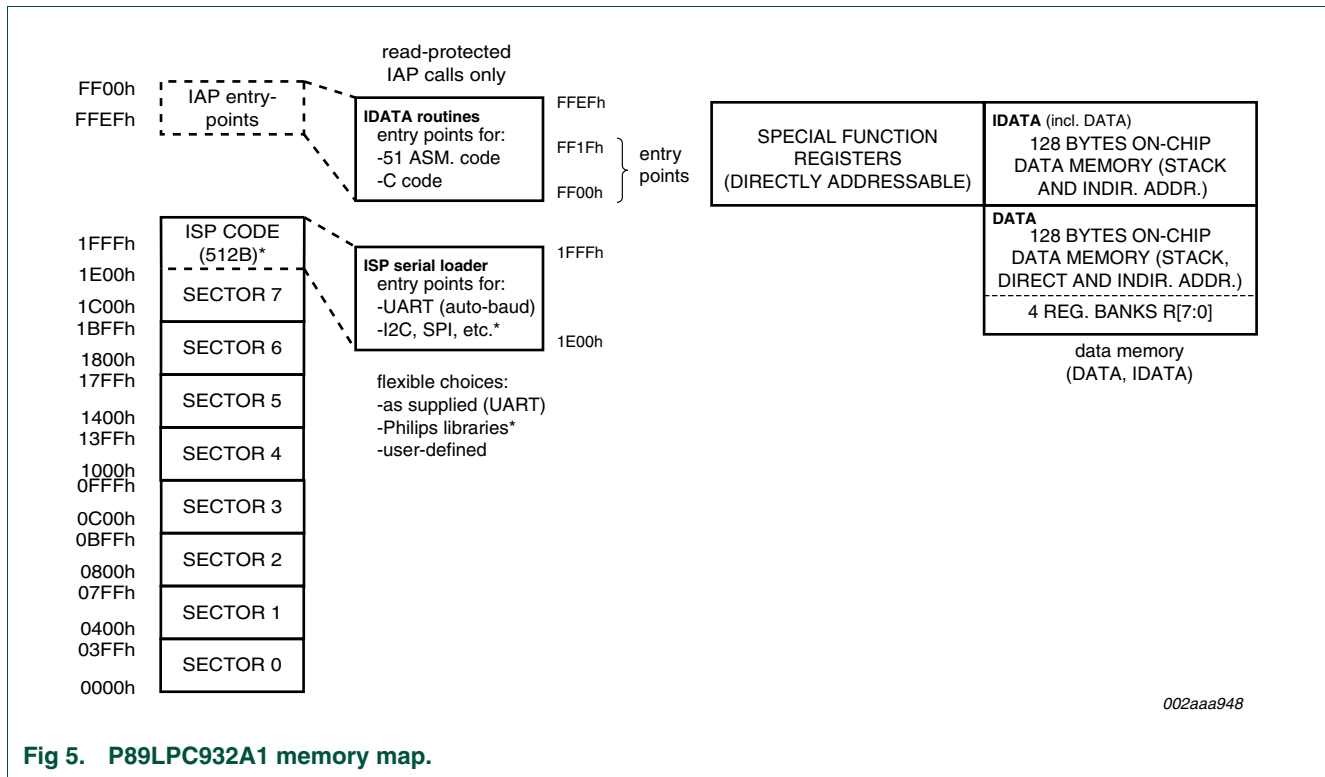 read-protected
IAP calls only
FF00h
FFEFh
IAP entry-
points
IDATA routines
entry points for:
-51 ASM. code
-C code
FFEFh
FF1Fh
FF00h
entry
points
SPECIAL FUNCTION
REGISTERS
(DIRECTLY ADDRESSABLE)
IDATA (incl. DATA)
128 BYTES ON-CHIP
DATA MEMORY (STACK
AND INDIR. ADDR.)
DATA
128 BYTES ON-CHIP
DATA MEMORY (STACK,
DIRECT AND INDIR. ADDR.)
4 REG. BANKS R[7:0]
data memory
(DATA, IDATA)
1FFFh
ISP CODE
(512B)*
1E00h
SECTOR 7
1C00h
1BFFh
SECTOR 6
1800h
17FFh
SECTOR 5
1400h
13FFh
SECTOR 4
1000h
0FFFh
SECTOR 3
0C00h
0BFFh
SECTOR 2
0800h
07FFh
SECTOR 1
0400h
03FFh
SECTOR 0
0000h
ISP serial loader
entry points for:
-UART (auto-baud)
-I2C, SPI, etc.*
1FFFh
1E00h
flexible choices:
-as supplied (UART)
-Philips libraries*
-user-defined
002aaa948
Fig 5. P89LPC932A1 memory map.